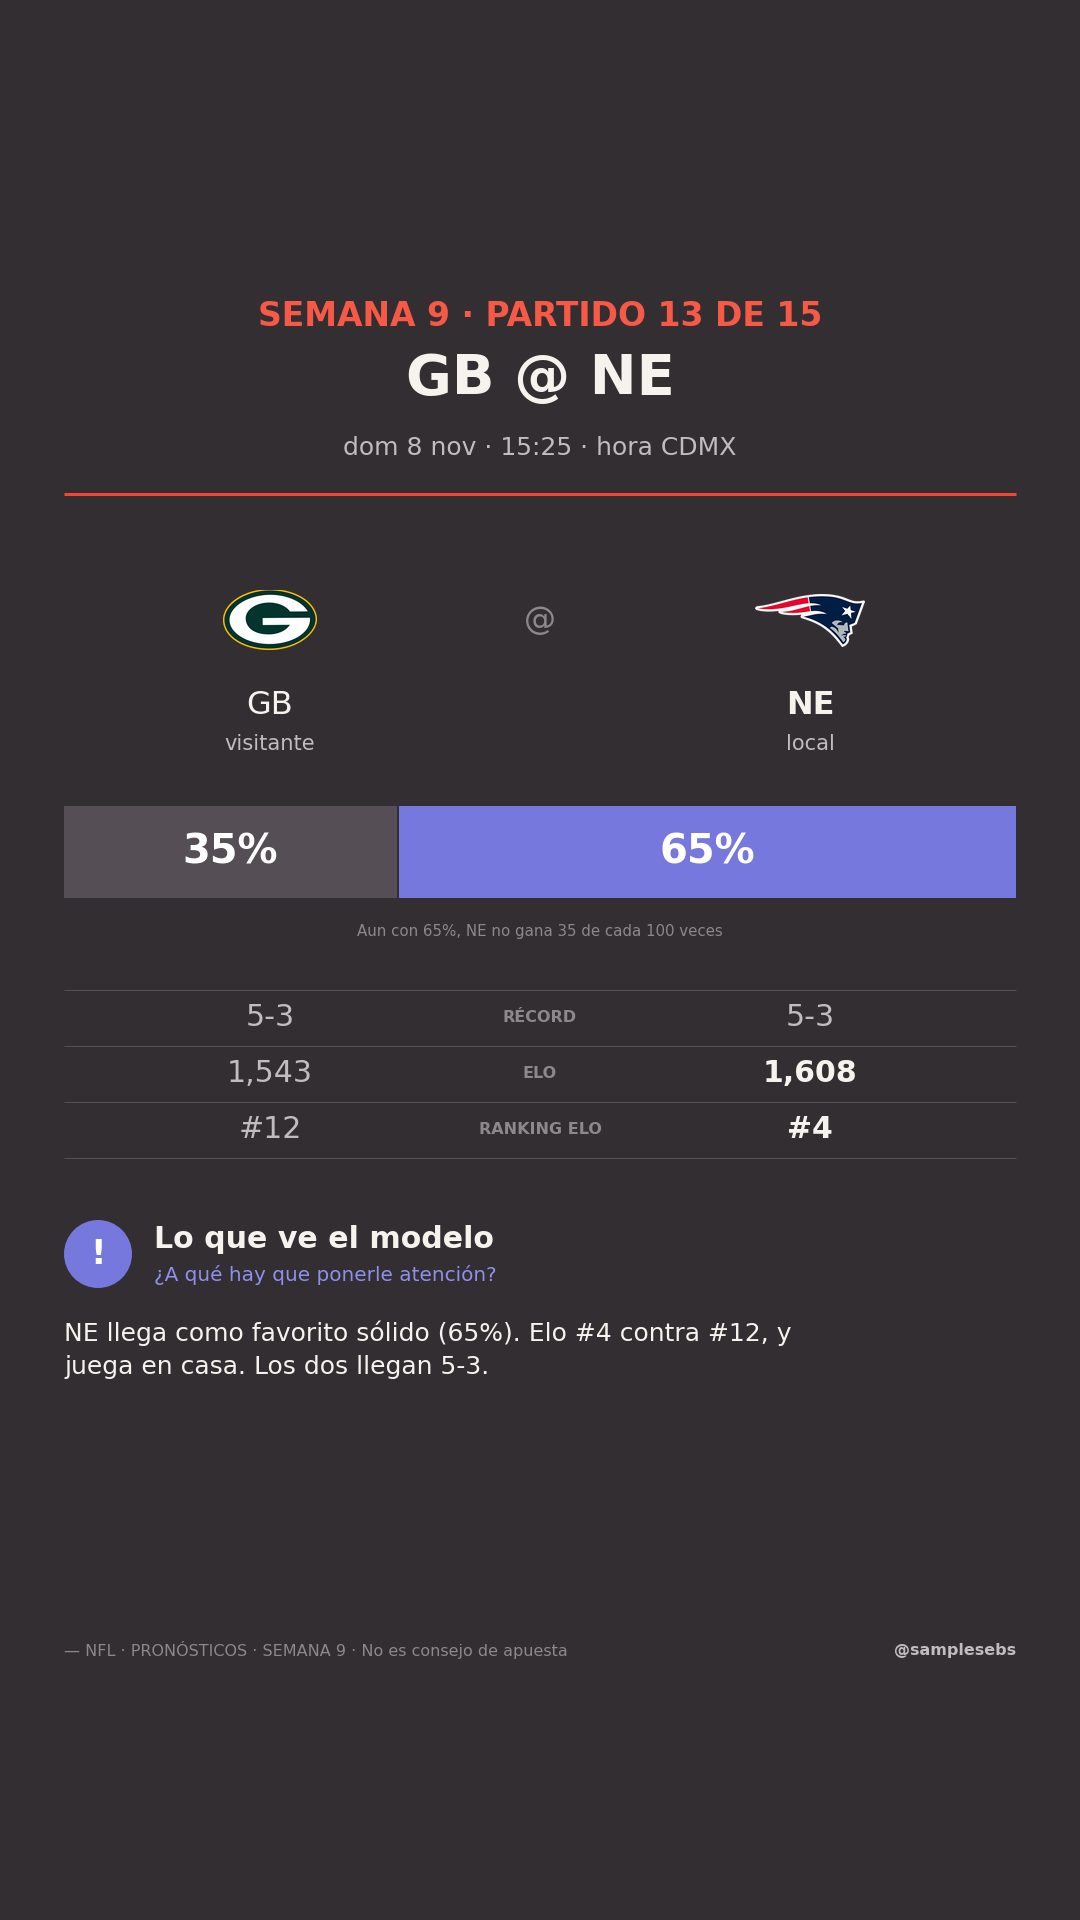 SEMANA 9 · PARTIDO 13 DE 15
GB @ NE
dom 8 nov · 15:25 · hora CDMX
G
@
GB
NE
visitante
local
35%
65%
Aun con 65%, NE no gana 35 de cada 100 veces
5-3 RÉCORD 5-3
1,543 ELO 1,608
#12 RANKING ELO #4
!
Lo que ve el modelo
¿A qué hay que ponerle atención?
NE llega como favorito sólido (65%). Elo #4 contra #12, y
juega en casa. Los dos llegan 5-3.
— NFL · PRONÓSTICOS · SEMANA 9 · No es consejo de apuesta
@samplesebs